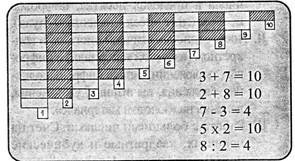 1 2 3 4 5 6 7 8 9 10
3 + 7 = 10
2 + 8 = 10
7 - 3 = 4
5 x 2 = 10
8 : 2 = 4